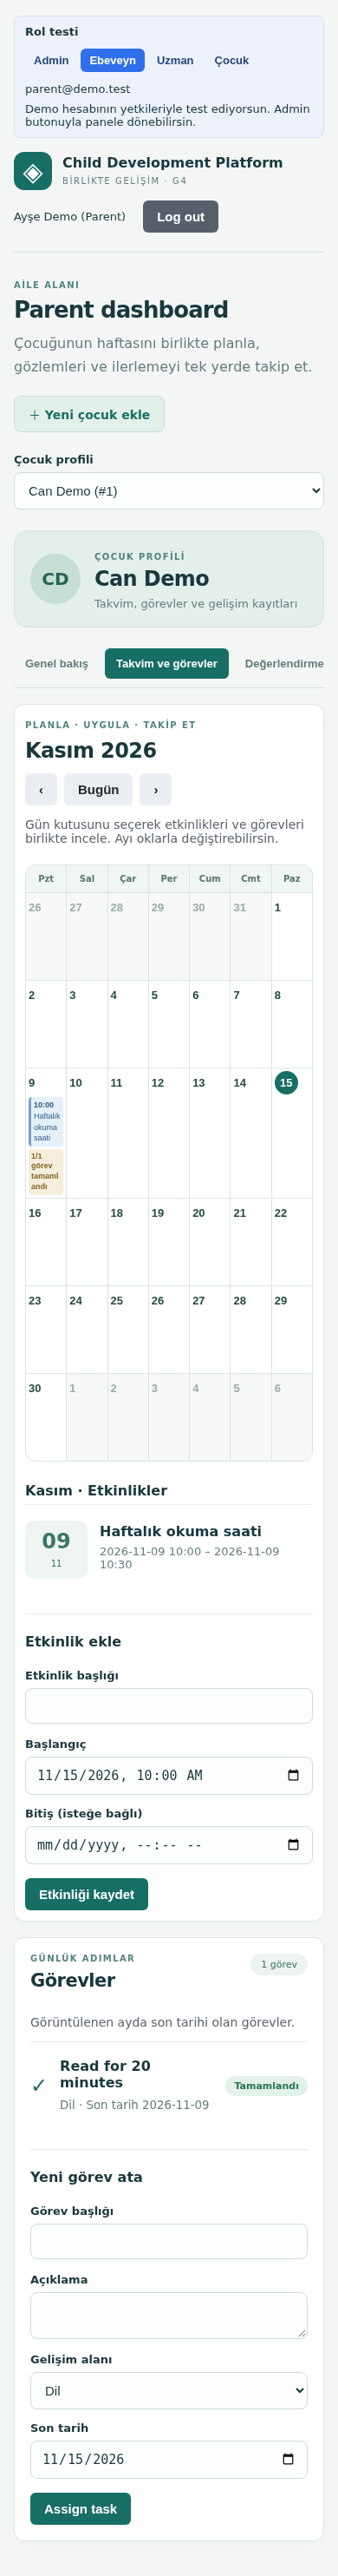 Rol testi
Admin Ebeveyn Uzman Çocuk
parent@demo.test
Demo hesabının yetkileriyle test ediyorsun. Admin
butonuyla panele dönebilirsin.
Child Development Platform
BİRLİKTE GELİŞİM · G4
Ayşe Demo (Parent) Log out
AİLE ALANI
Parent dashboard
Çocuğunun haftasını birlikte planla,
gözlemleri ve ilerlemeyi tek yerde takip et.
+ Yeni çocuk ekle
Çocuk profili
Can Demo (#1)
CD
ÇOCUK PROFİLİ
Can Demo
Takvim, görevler ve gelişim kayıtları
Genel bakış Takvim ve görevler Değerlendirme
PLANLA · UYGULA · TAKİP ET
Kasım 2026
‹ Bugün ›
Gün kutusunu seçerek etkinlikleri ve görevleri
birlikte incele. Ayı oklarla değiştirebilirsin.
Pzt Sal Çar Per Cum Cmt Paz
26 27 28 29 30 31 1
2 3 4 5 6 7 8
9 10 11 12 13 14 15
10:00
Haftalık
okuma
saati
1/1
görev
tamaml
andı
16 17 18 19 20 21 22
23 24 25 26 27 28 29
30 1 2 3 4 5 6
Kasım · Etkinlikler
09
11
Haftalık okuma saati
2026-11-09 10:00 – 2026-11-09
10:30
Etkinlik ekle
Etkinlik başlığı
Başlangıç
11/15/2026, 10:00 AM
Bitiş (isteğe bağlı)
mm/dd/yyyy, --:-- --
Etkinliği kaydet
GÜNLÜK ADIMLAR
Görevler
1 görev
Görüntülenen ayda son tarihi olan görevler.
✓ Read for 20
minutes
Dil · Son tarih 2026-11-09
Tamamlandı
Yeni görev ata
Görev başlığı
Açıklama
Gelişim alanı
Dil
Son tarih
11/15/2026
Assign task